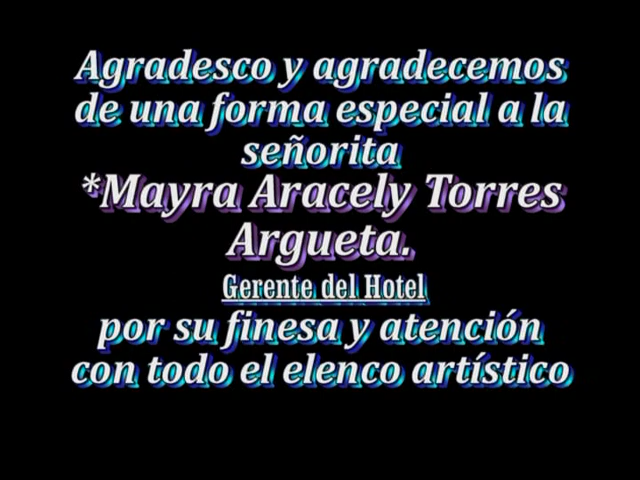 Agradesco y agradecemos
de una forma especial a la
señorita
*Mayra Aracely Torres
Argueta.
Gerente del Hotel
por su finesa y atención
con todo el elenco artístico